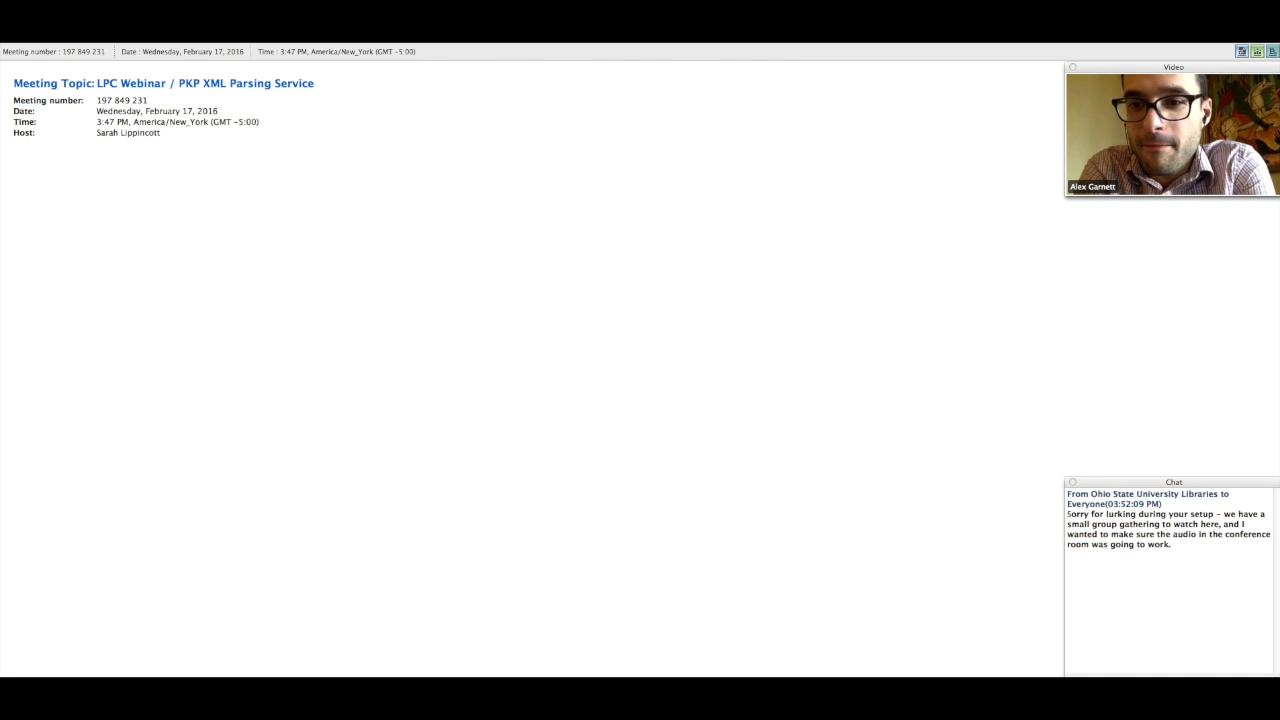 Meeting number : 197 849 231 Date : Wednesday, February 17, 2016 Time : 3:47 PM, America/New_York (GMT -5:00)
Meeting Topic: LPC Webinar / PKP XML Parsing Service
Meeting number: 197 849 231
Date: Wednesday, February 17, 2016
Time: 3:47 PM, America/New_York (GMT -5:00)
Host: Sarah Lippincott
Video
Alex Garnett
Chat
From Ohio State University Libraries to
Everyone(03:52:09 PM)
Sorry for lurking during your setup - we have a
small group gathering to watch here, and I
wanted to make sure the audio in the conference
room was going to work.